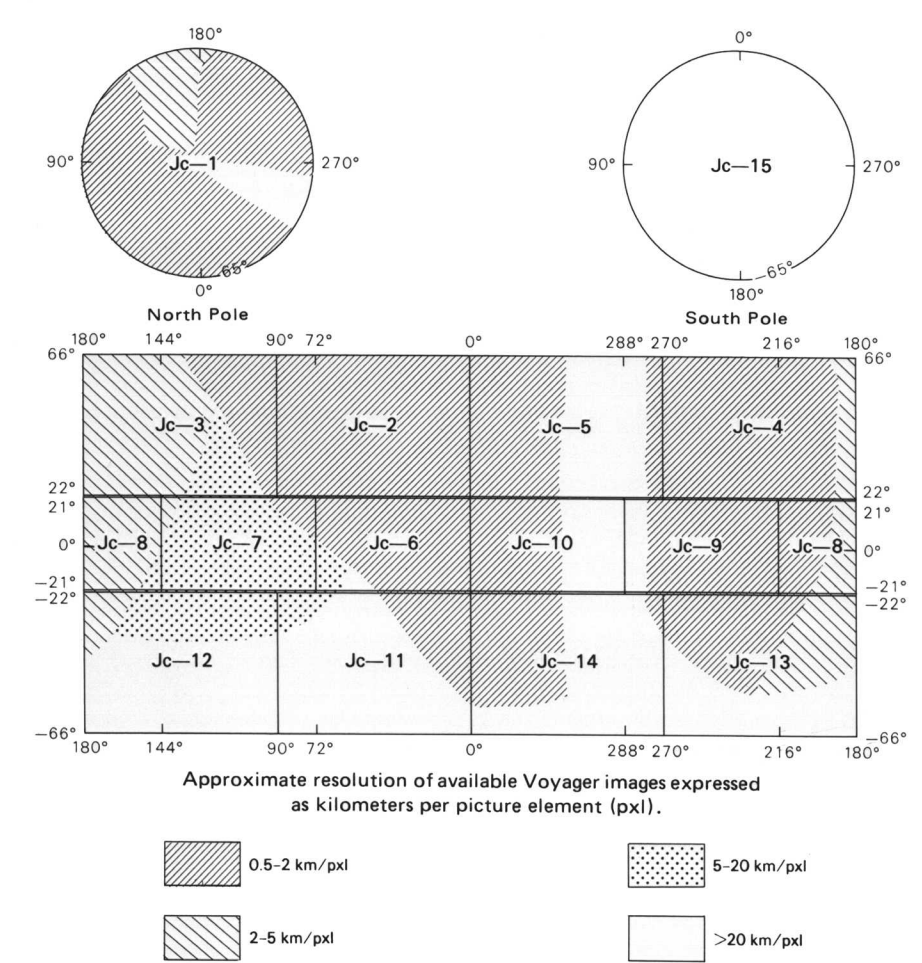 180° 0°
90° Jc—1 270° 90° Jc—15 270°
65° —65°
0° 180°
North Pole South Pole
180° 144° 90° 72° 0° 288° 270° 216° 180°
66° 66°
Jc—3 Jc—2 Jc—5 Jc—4
22° 22°
21° 21°
0° Jc—8 Jc—7 Jc—6 Jc—10 Jc—9 Jc—8 0°
—21° —21°
—22° —22°
Jc—12 Jc—11 Jc—14 Jc—13
—66° —66°
180° 144° 90° 72° 0° 288° 270° 216° 180°
Approximate resolution of available Voyager images expressed
as kilometers per picture element (pxl).
0.5-2 km/pxl 5-20 km/pxl
2-5 km/pxl >20 km/pxl